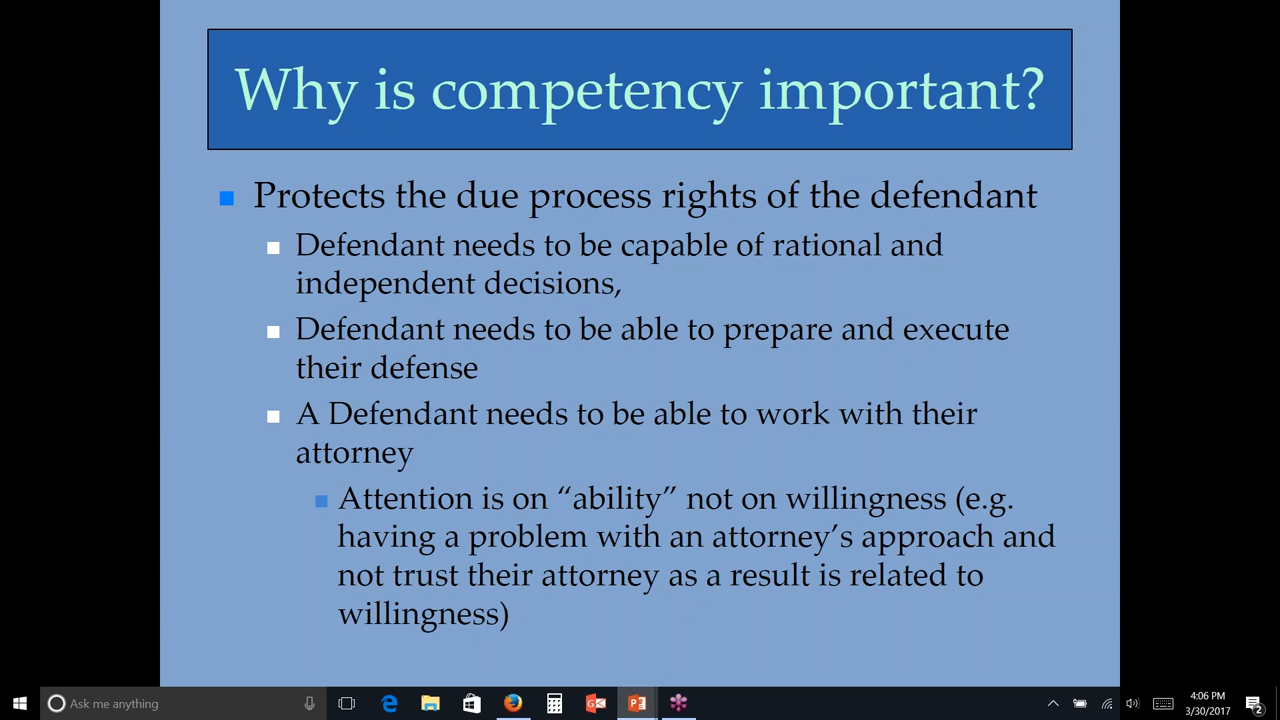 Why is competency important?
Protects the due process rights of the defendant
Defendant needs to be capable of rational and
independent decisions,
Defendant needs to be able to prepare and execute
their defense
A Defendant needs to be able to work with their
attorney
Attention is on “ability” not on willingness (e.g.
having a problem with an attorney’s approach and
not trust their attorney as a result is related to
willingness)
Ask me anything
4:06 PM
3/30/2017
2